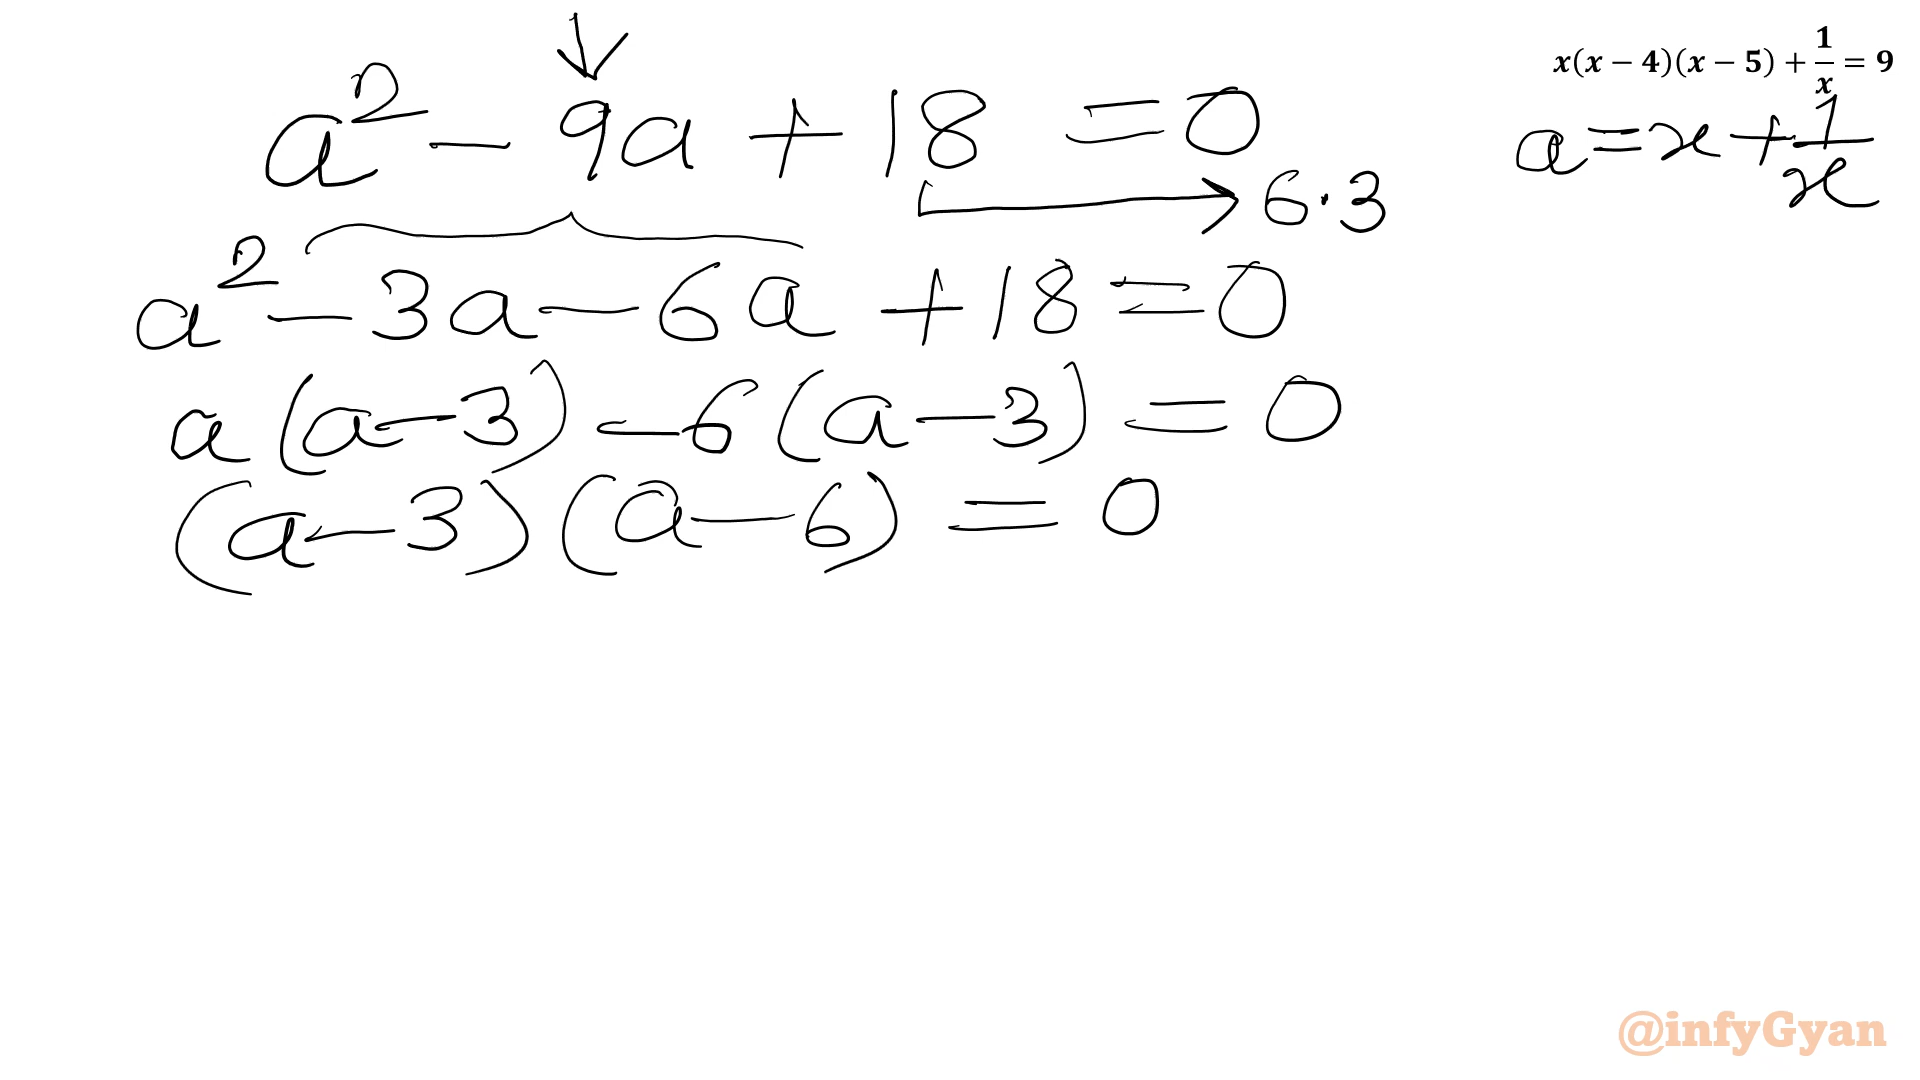 x(x − 4)(x − 5) + 1/x = 9
a = x + 1/x
a² − 9a + 18 = 0
6·3
a² − 3a − 6a + 18 = 0
a(a − 3) − 6(a − 3) = 0
(a − 3)(a − 6) = 0
@infyGyan